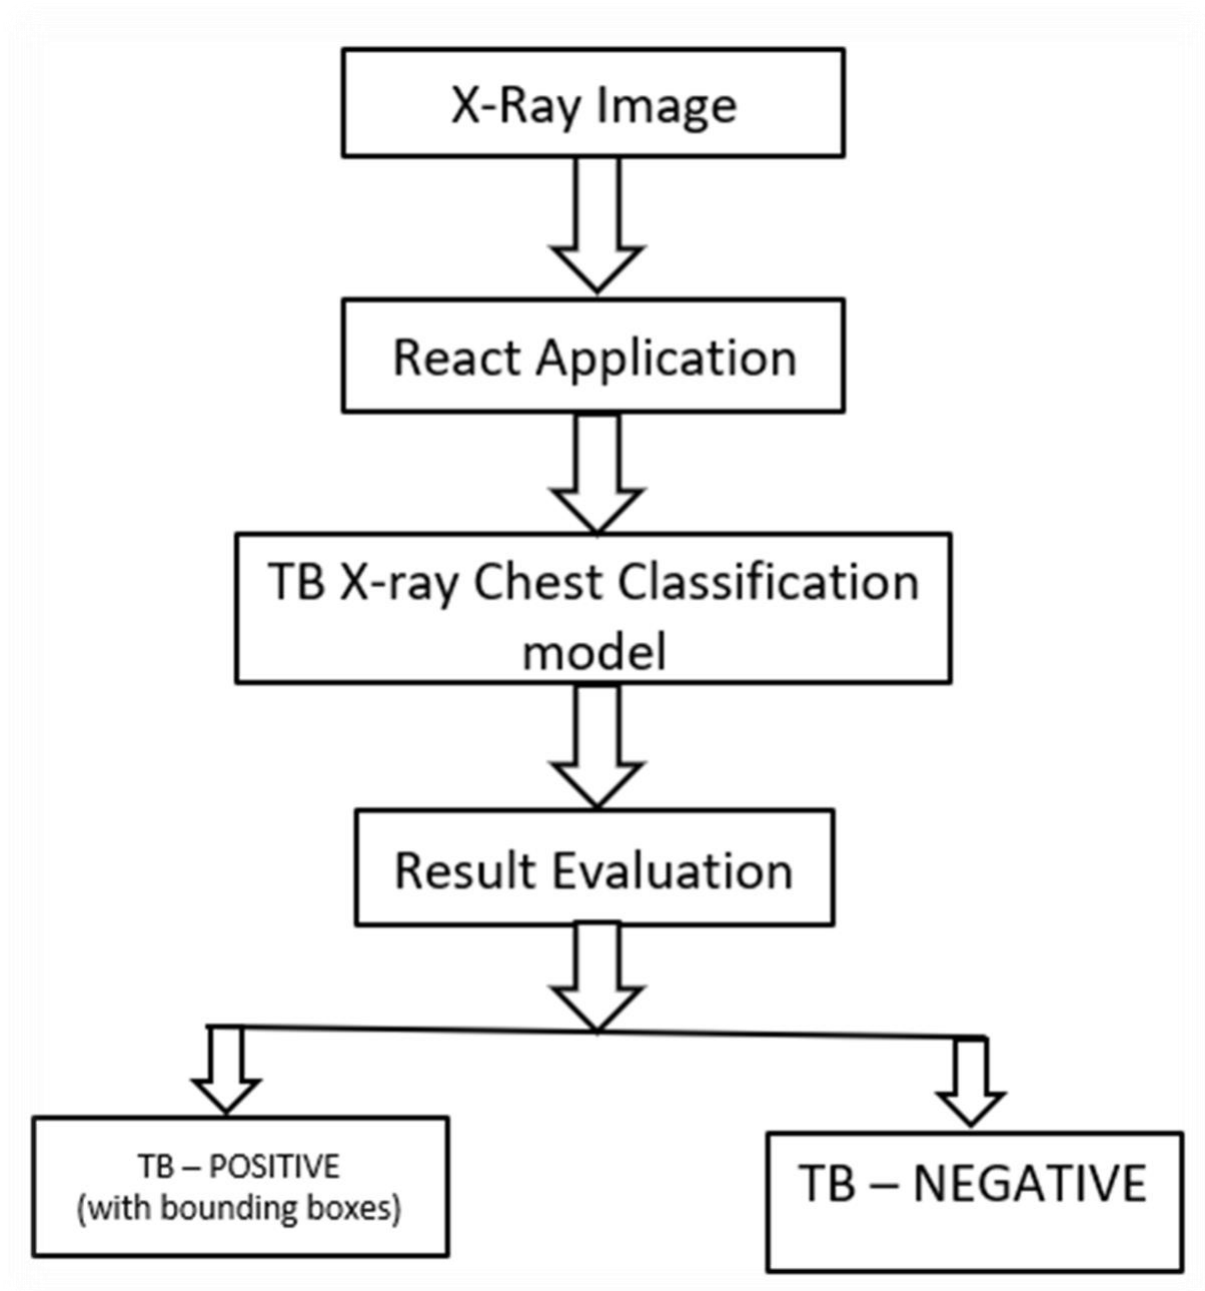 X-Ray Image
React Application
TB X-ray Chest Classification
model
Result Evaluation
TB – POSITIVE
(with bounding boxes)
TB – NEGATIVE